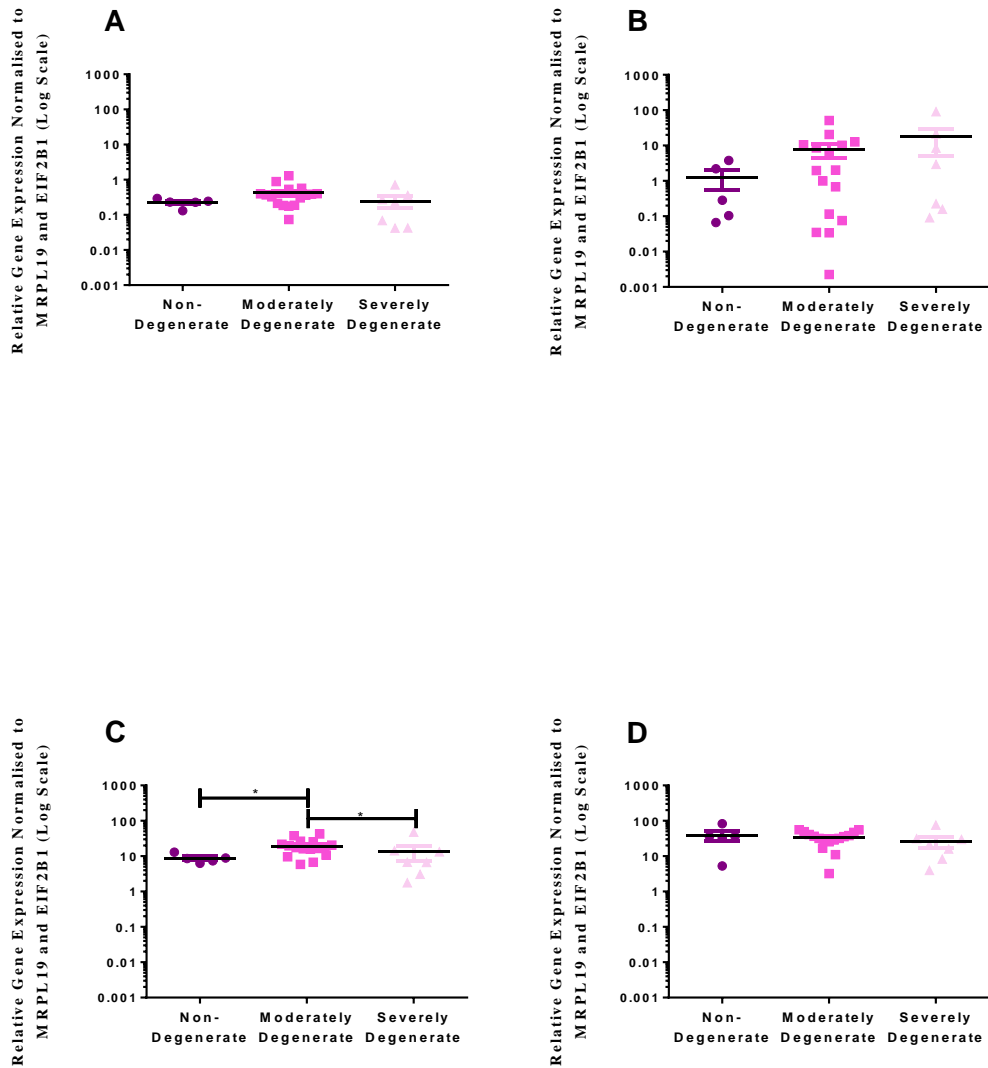 A
Relative Gene Expression Normalised to
MRPL19 and EIF2B1 (Log Scale)
1000
100
10
1
0.1
0.01
0.001
Non-
Degenerate
Moderately
Degenerate
Severely
Degenerate
B
Relative Gene Expression Normalised to
MRPL19 and EIF2B1 (Log Scale)
1000
100
10
1
0.1
0.01
0.001
Non-
Degenerate
Moderately
Degenerate
Severely
Degenerate
C
Relative Gene Expression Normalised to
MRPL19 and EIF2B1 (Log Scale)
1000
100
10
1
0.1
0.01
0.001
*
*
Non-
Degenerate
Moderately
Degenerate
Severely
Degenerate
D
Relative Gene Expression Normalised to
MRPL19 and EIF2B1 (Log Scale)
1000
100
10
1
0.1
0.01
0.001
Non-
Degenerate
Moderately
Degenerate
Severely
Degenerate